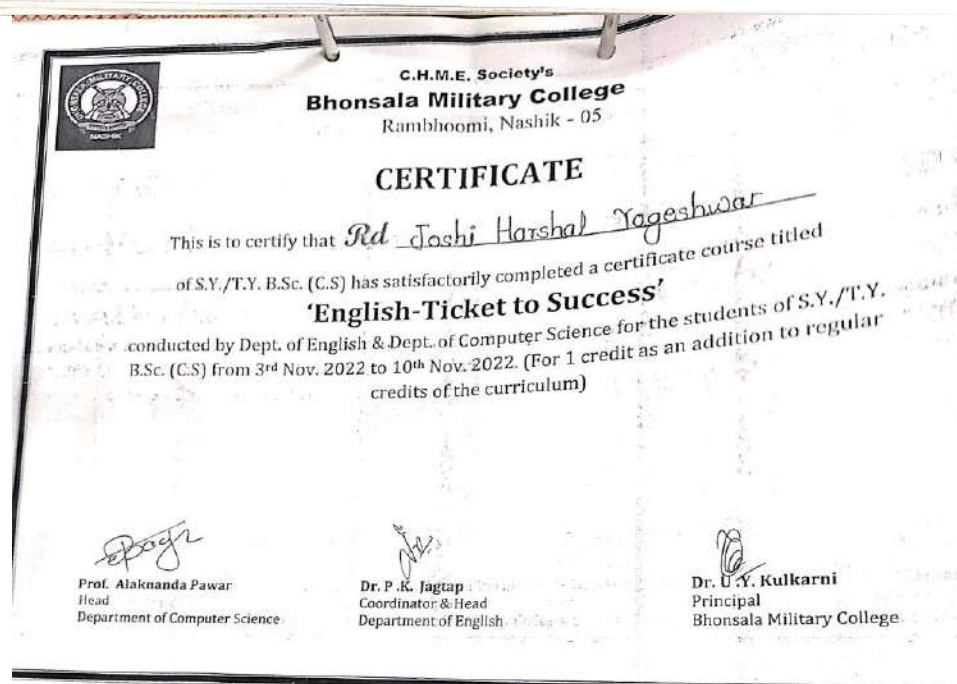 BHONSALA MILITARY COLLEGE
NASHIK
C.H.M.E. Society's
Bhonsala Military College
Rambhoomi, Nashik - 05
CERTIFICATE
This is to certify that Rd Joshi Harshal Yogeshwar
of S.Y./T.Y. B.Sc. (C.S) has satisfactorily completed a certificate course titled
'English-Ticket to Success'
conducted by Dept. of English & Dept. of Computer Science for the students of S.Y./T.Y.
B.Sc. (C.S) from 3rd Nov. 2022 to 10th Nov. 2022. (For 1 credit as an addition to regular
credits of the curriculum)
Prof. Alaknanda Pawar
Head
Department of Computer Science
Dr. P .K. Jagtap
Coordinator & Head
Department of English
Dr. U .Y. Kulkarni
Principal
Bhonsala Military College